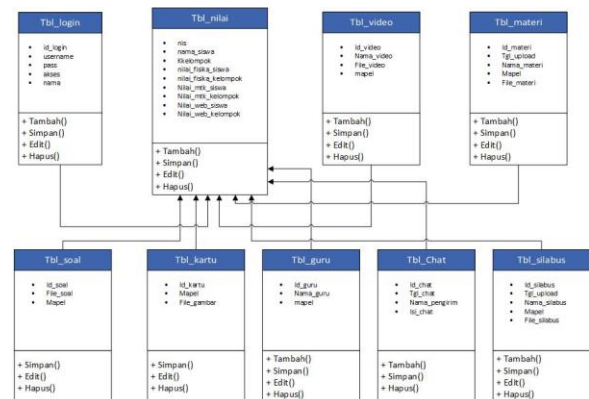 Tbl_login
id_login
username
pass
akses
nama
+ Tambah()
+ Simpan()
+ Edit()
+ Hapus()
Tbl_nilai
nis
nama_siswa
Kkelompok
nilai_fisika_siswa
nilai_fisika_kelompok
Nilai_mtk_siswa
Nilai_mtk_kelompok
Nilai_web_siswa
Nilai_web_kelompok
+ Tambah()
+ Simpan()
+ Edit()
+ Hapus()
Tbl_video
Id_video
Nama_video
File_video
mapel
+ Tambah()
+ Simpan()
+ Edit()
+ Hapus()
Tbl_materi
Id_materi
Tgl_upload
Nama_materi
Mapel
File_materi
+ Tambah()
+ Simpan()
+ Edit()
+ Hapus()
Tbl_soal
Id_soal
File_soal
Mapel
+ Simpan()
+ Edit()
+ Hapus()
Tbl_kartu
Id_kartu
Mapel
File_gambar
+ Simpan()
+ Edit()
+ Hapus()
Tbl_guru
Id_guru
Nama_guru
mapel
+ Tambah()
+ Simpan()
+ Edit()
+ Hapus()
Tbl_Chat
Id_chat
Tgl_chat
Nama_pengirim
Isi_chat
+ Tambah()
+ Simpan()
+ Edit()
+ Hapus()
Tbl_silabus
Id_silabus
Tgl_upload
Nama_silabus
Mapel
File_silabus
+ Tambah()
+ Simpan()
+ Edit()
+ Hapus()